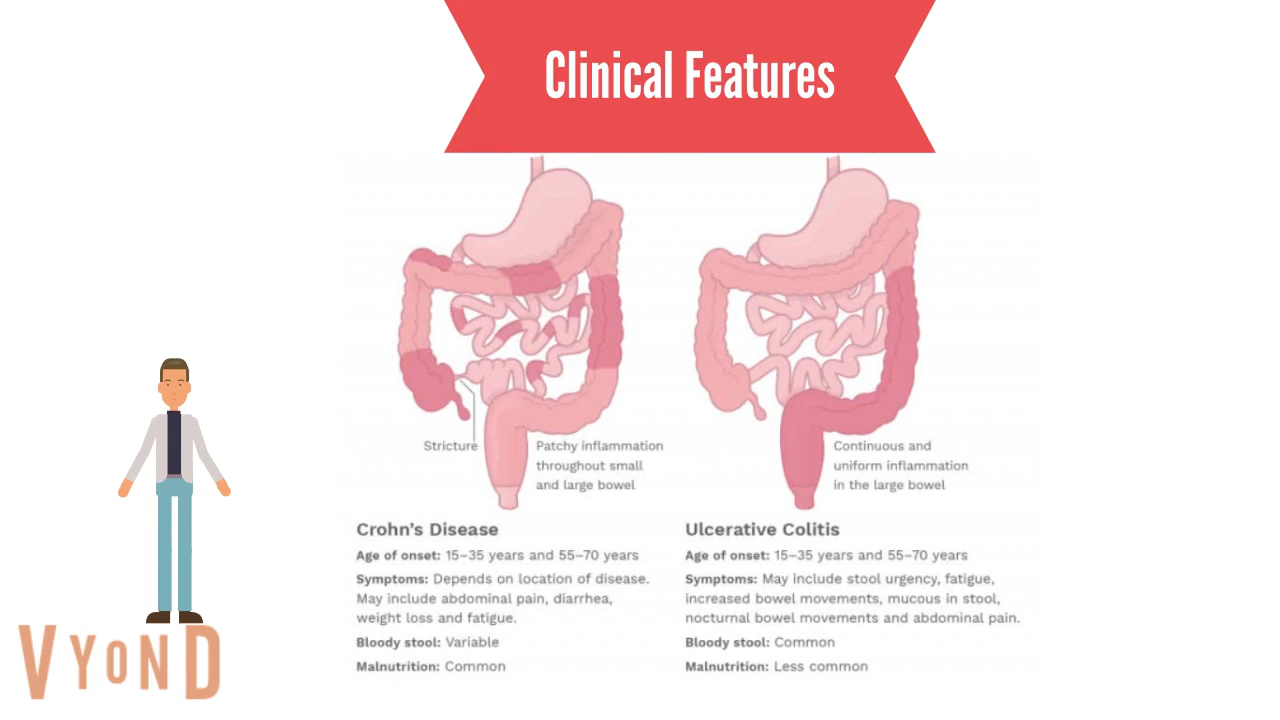 Clinical Features
Stricture
Patchy inflammation
throughout small
and large bowel
Continuous and
uniform inflammation
in the large bowel
Crohn's Disease
Age of onset: 15–35 years and 55–70 years
Symptoms: Depends on location of disease.
May include abdominal pain, diarrhea,
weight loss and fatigue.
Bloody stool: Variable
Malnutrition: Common
Ulcerative Colitis
Age of onset: 15–35 years and 55–70 years
Symptoms: May include stool urgency, fatigue,
increased bowel movements, mucous in stool,
nocturnal bowel movements and abdominal pain.
Bloody stool: Common
Malnutrition: Less common
VYOND